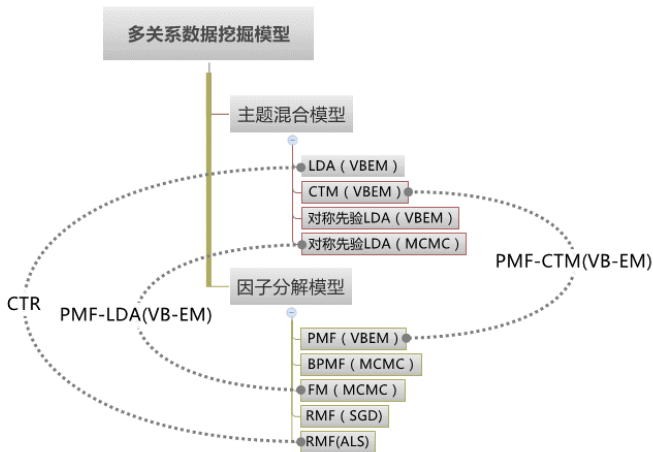 多关系数据挖掘模型
主题混合模型
LDA（VBEM）
CTM（VBEM）
对称先验LDA（VBEM）
对称先验LDA（MCMC）
PMF-CTM(VB-EM)
因子分解模型
CTR
PMF-LDA(VB-EM)
PMF（VBEM）
BPMF（MCMC）
FM（MCMC）
RMF（SGD)
RMF(ALS)